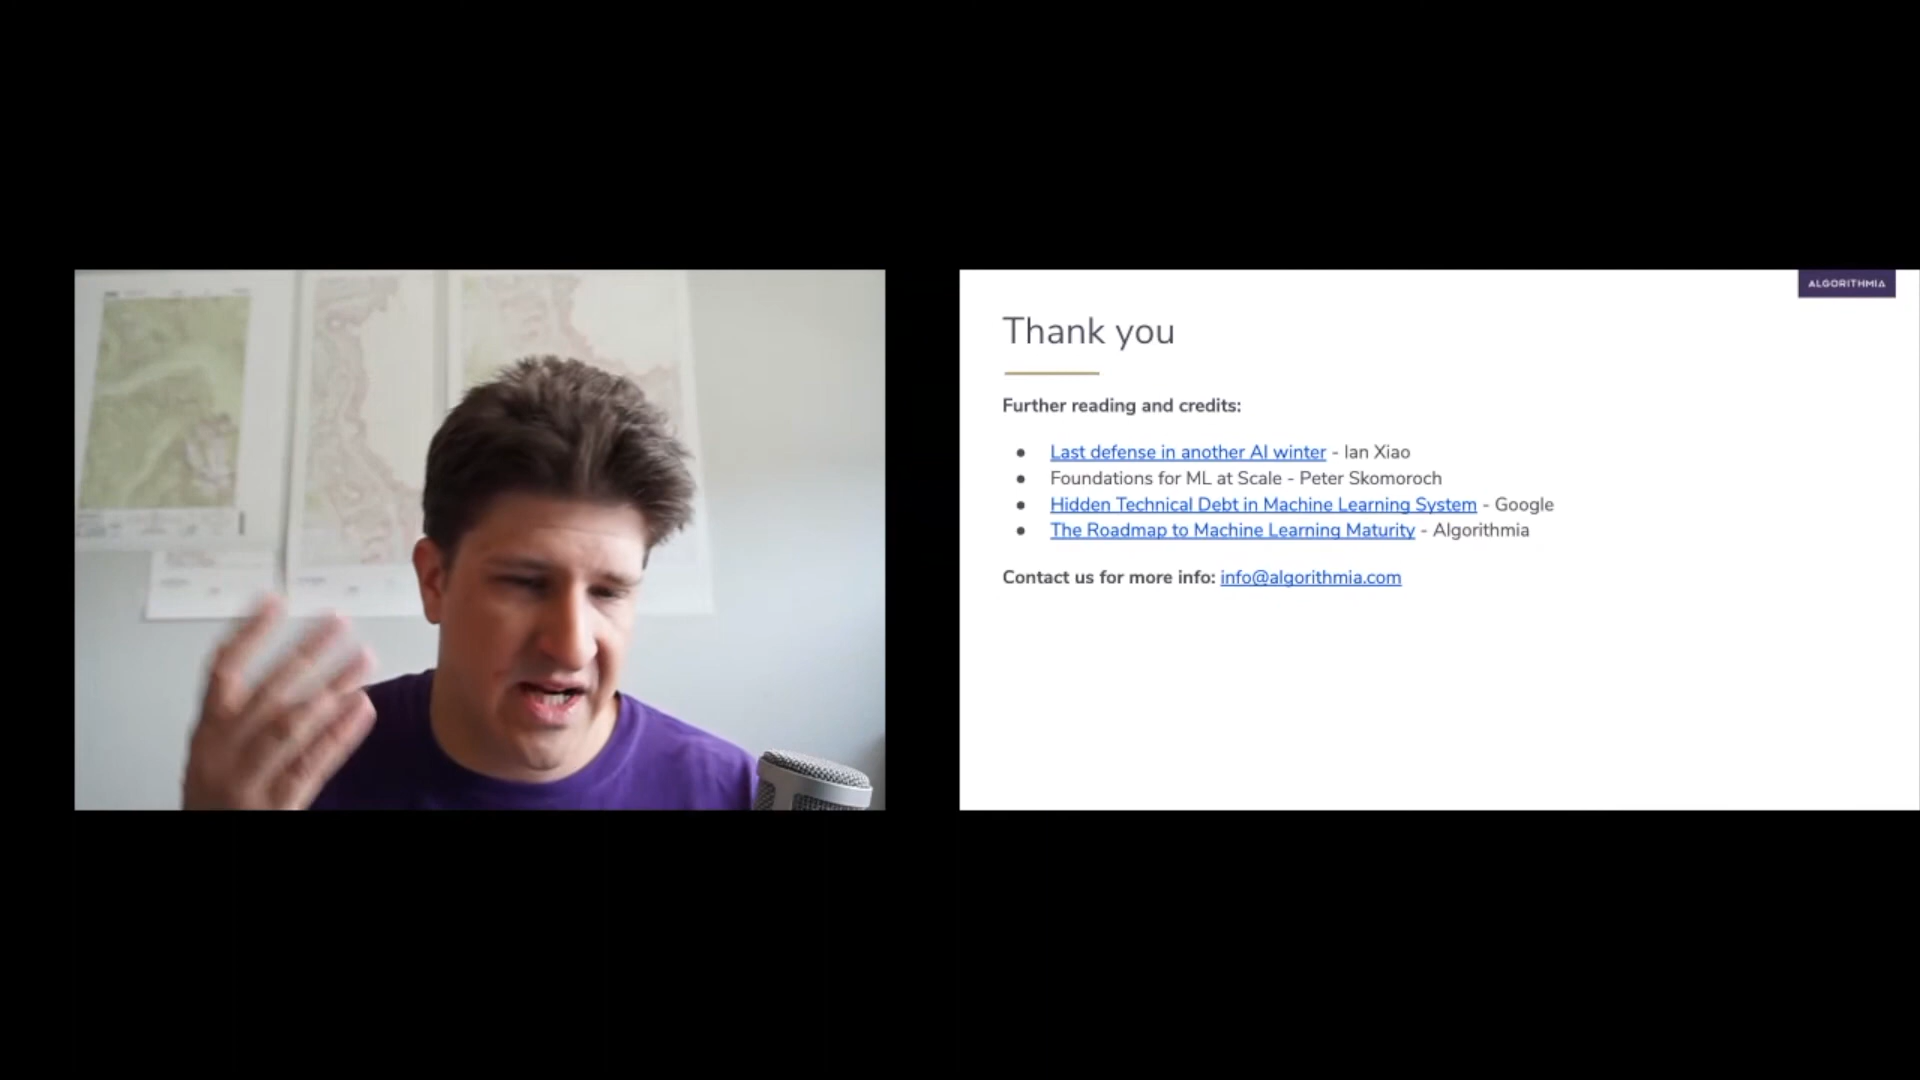 ALGORITHMIA
Thank you
Further reading and credits:
● Last defense in another AI winter - Ian Xiao
● Foundations for ML at Scale - Peter Skomoroch
● Hidden Technical Debt in Machine Learning System - Google
● The Roadmap to Machine Learning Maturity - Algorithmia
Contact us for more info: info@algorithmia.com